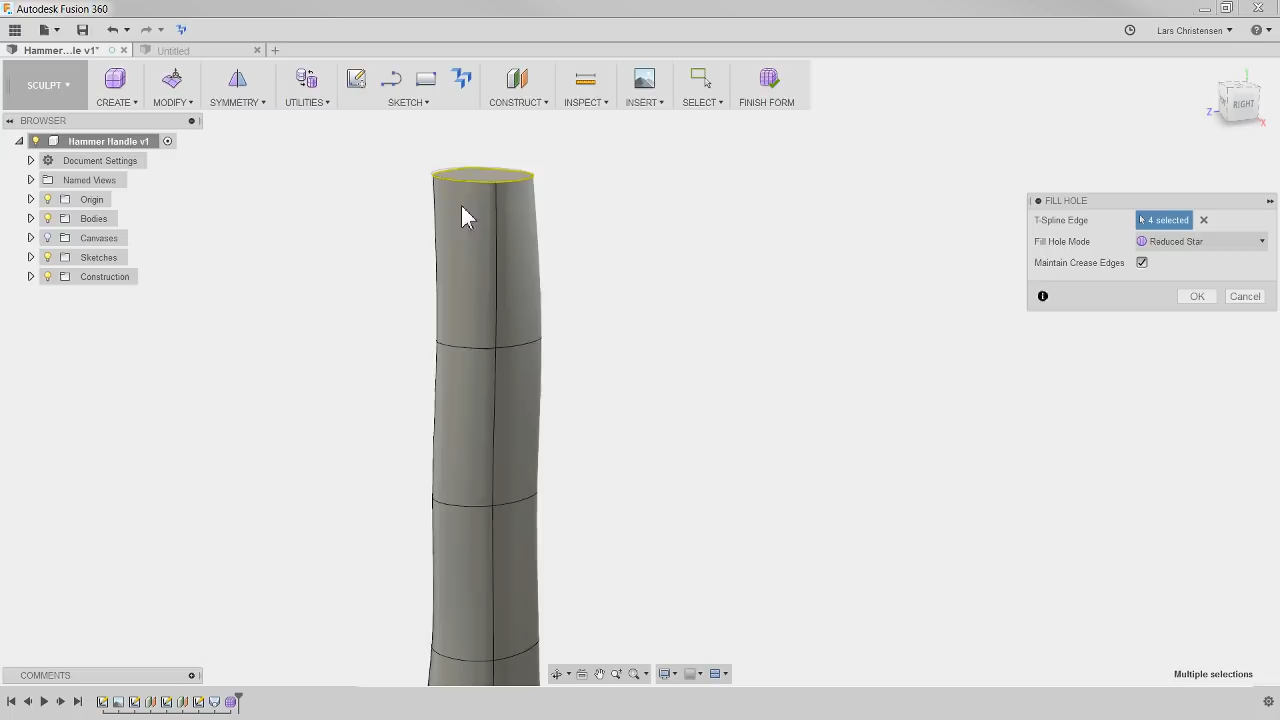 Autodesk Fusion 360
Lars Christensen
Hammer...le v1*
Untitled
SCULPT
CREATE
MODIFY
SYMMETRY
UTILITIES
SKETCH
CONSTRUCT
INSPECT
INSERT
SELECT
FINISH FORM
BROWSER
Hammer Handle v1
Document Settings
Named Views
Origin
Bodies
Canvases
Sketches
Construction
RIGHT
Z
X
FILL HOLE
T-Spline Edge
4 selected
Fill Hole Mode
Reduced Star
Maintain Crease Edges
OK
Cancel
COMMENTS
Multiple selections